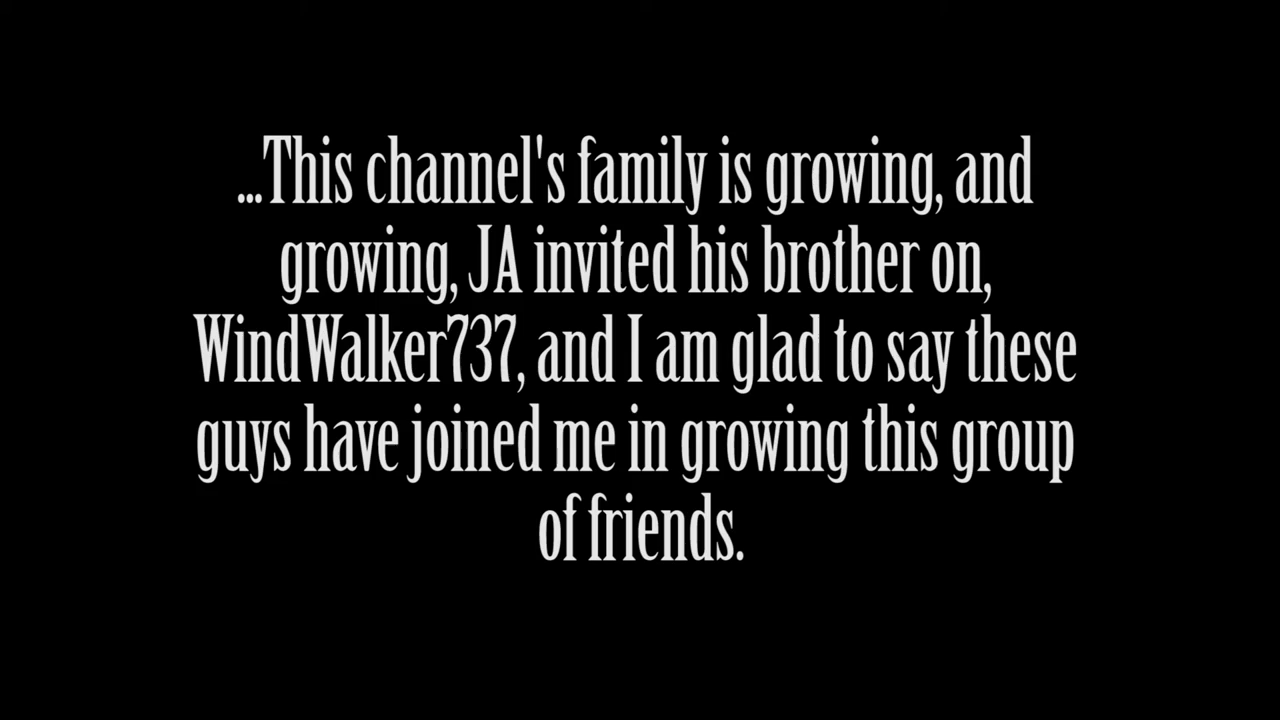 ...This channel's family is growing, and
growing, JA invited his brother on,
WindWalker737, and I am glad to say these
guys have joined me in growing this group
of friends.